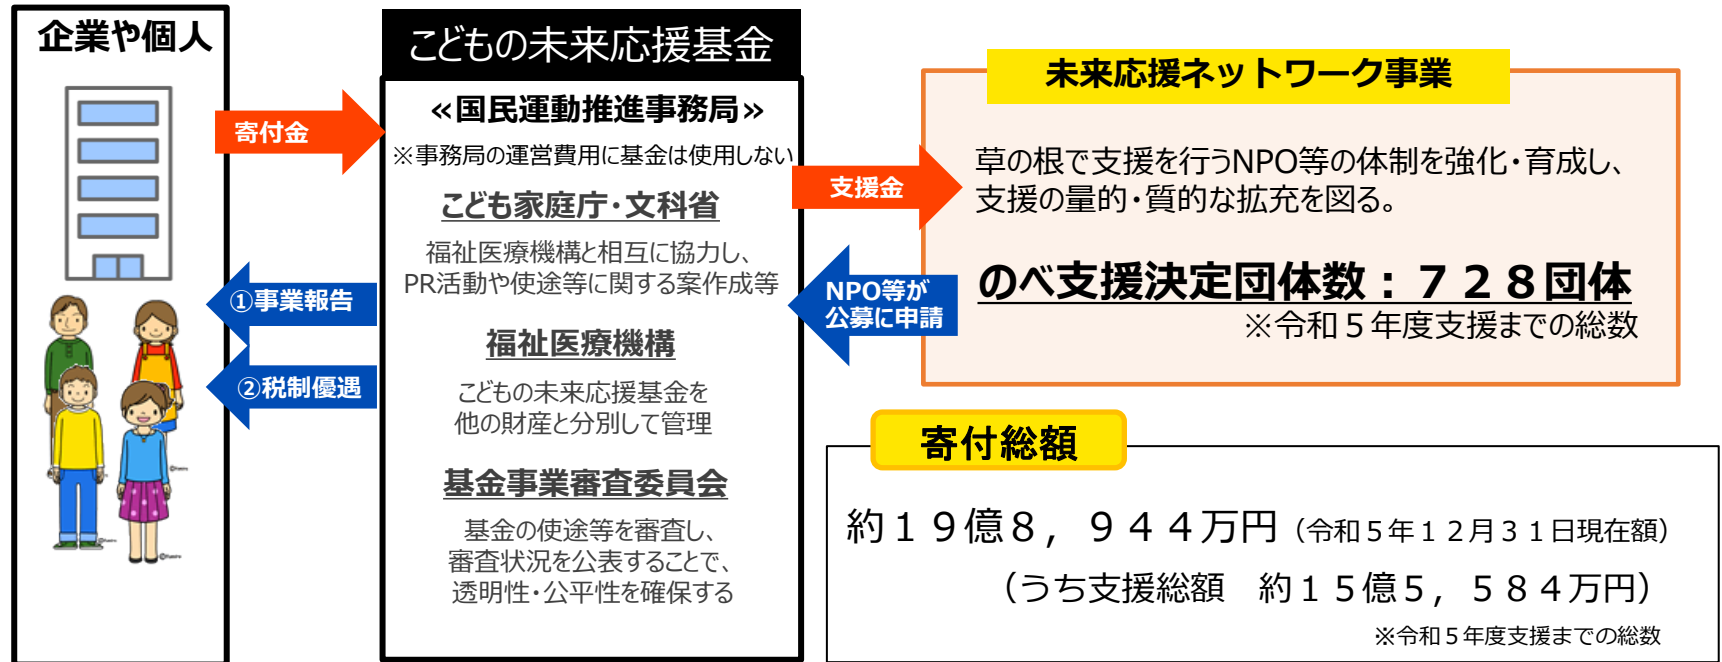 企業や個人
寄付金
①事業報告
②税制優遇
こどもの未来応援基金
≪国民運動推進事務局≫
※事務局の運営費用に基金は使用しない
こども家庭庁・文科省
福祉医療機構と相互に協力し、
PR活動や使途等に関する案作成等
福祉医療機構
こどもの未来応援基金を
他の財産と分別して管理
基金事業審査委員会
基金の使途等を審査し、
審査状況を公表することで、
透明性・公平性を確保する
支援金
NPO等が
公募に申請
未来応援ネットワーク事業
草の根で支援を行うNPO等の体制を強化・育成し、
支援の量的・質的な拡充を図る。
のべ支援決定団体数：７２８団体
※令和５年度支援までの総数
寄付総額
約１９億８，９４４万円（令和５年１２月３１日現在額）
（うち支援総額　約１５億５，５８４万円）
※令和５年度支援までの総数